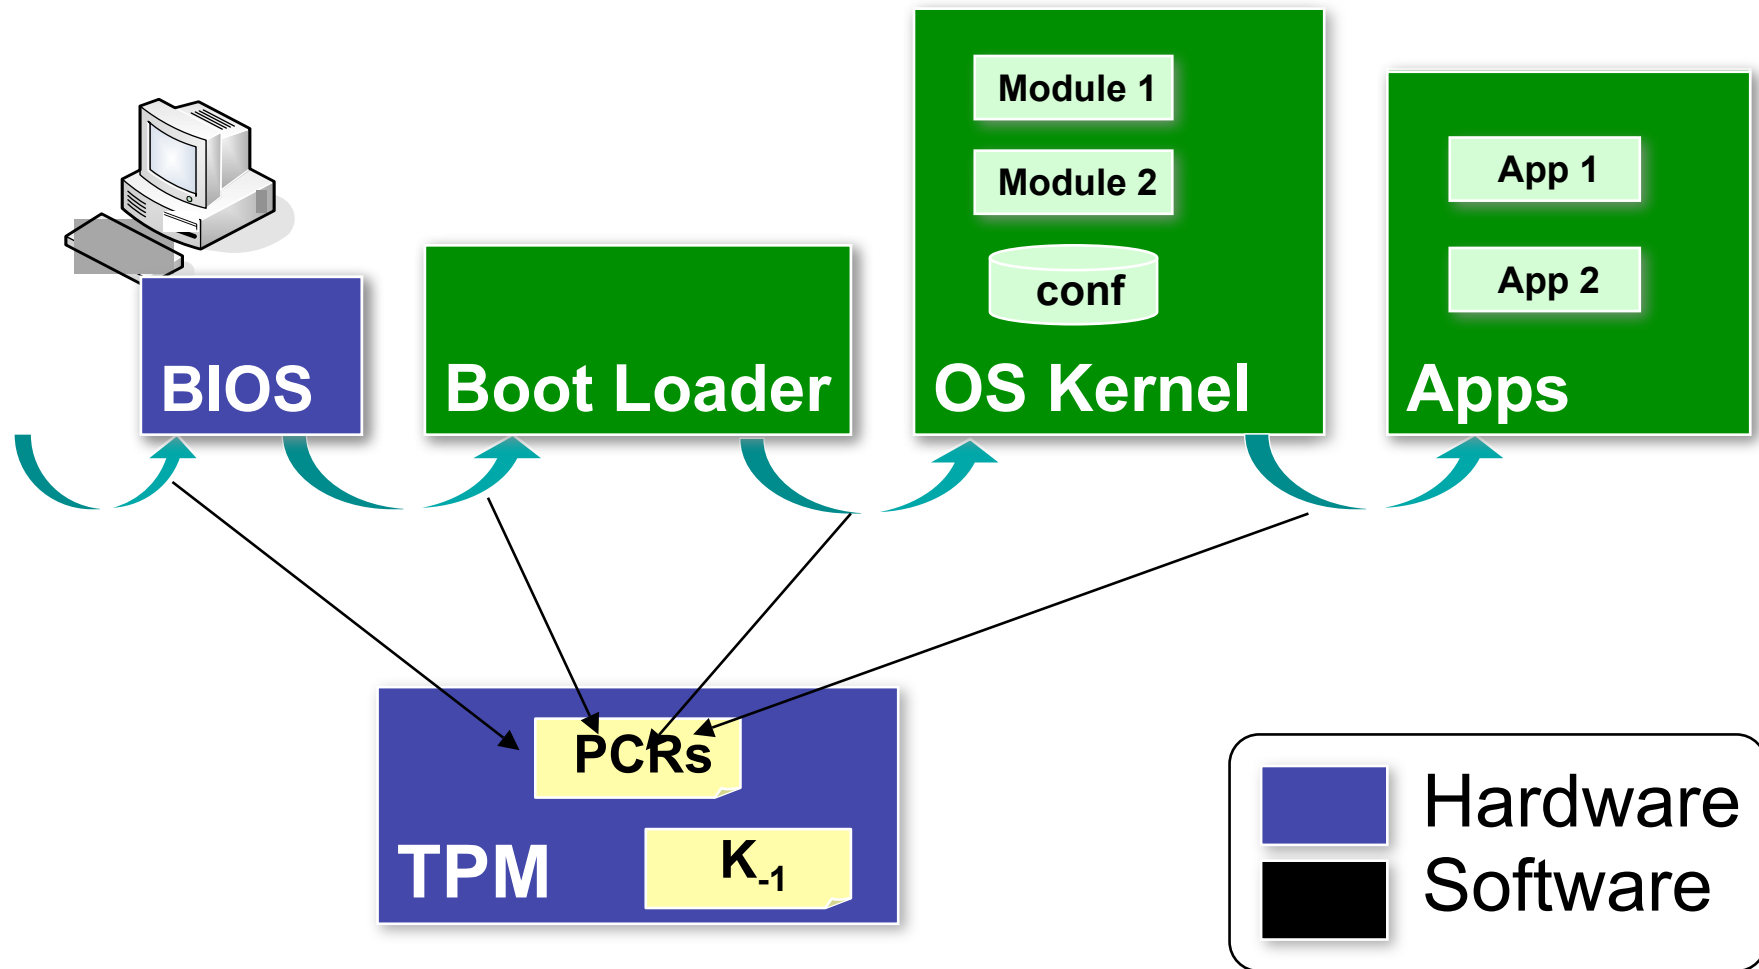 Module 1
Module 2
conf
App 1
App 2
BIOS
Boot Loader
OS Kernel
Apps
PCRs
TPM
K-1
Hardware
Software